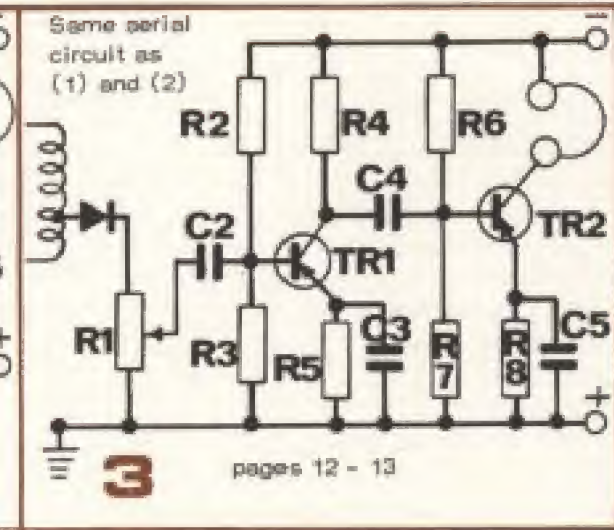 Same aerial
circuit as
(1) and (2)
R2
R4
R6
C4
C2
TR1
TR2
R1
R3
R5
C3
R
7
R
8
C5
3
pages 12 - 13